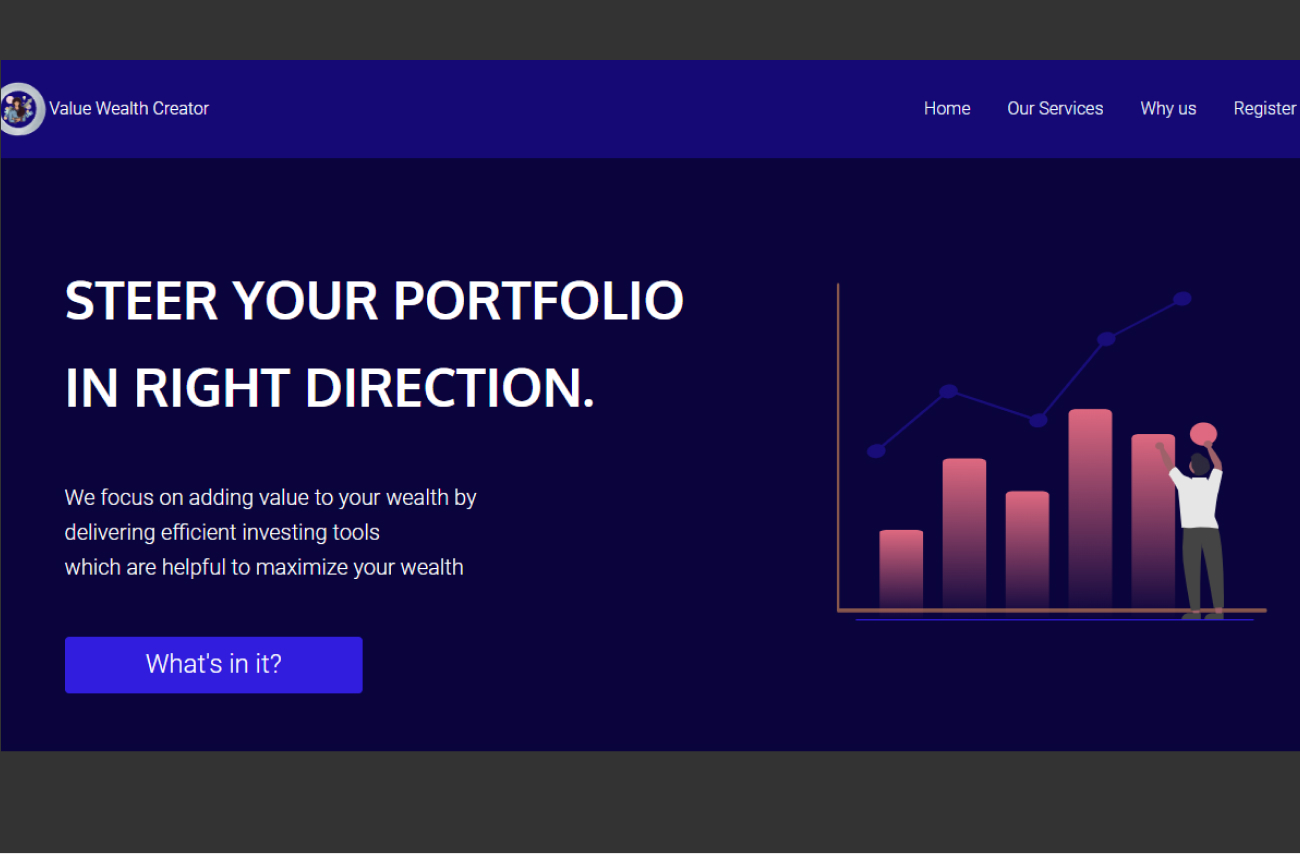 Value Wealth Creator
Home Our Services Why us Register
STEER YOUR PORTFOLIO
IN RIGHT DIRECTION.
We focus on adding value to your wealth by
delivering efficient investing tools
which are helpful to maximize your wealth
What's in it?